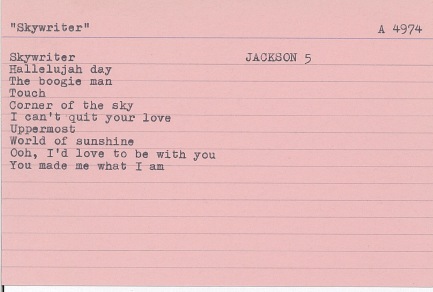 "Skywriter" A 4974
Skywriter JACKSON 5
Hallelujah day
The boogie man
Touch
Corner of the sky
I can't quit your love
Uppermost
World of sunshine
Ooh, I'd love to be with you
You made me what I am